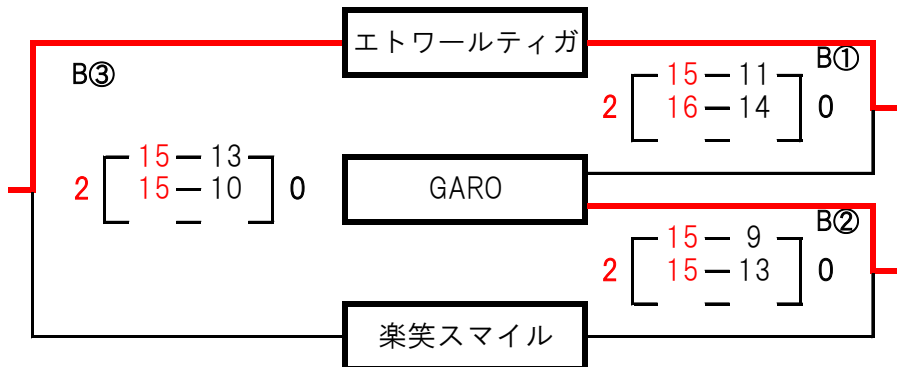 エトワールティガ
B③
B①
2 15 — 11 0
16 — 14
—
2 15 — 13 0
15 — 10
—
GARO
B②
2 15 — 9 0
15 — 13
—
楽笑スマイル